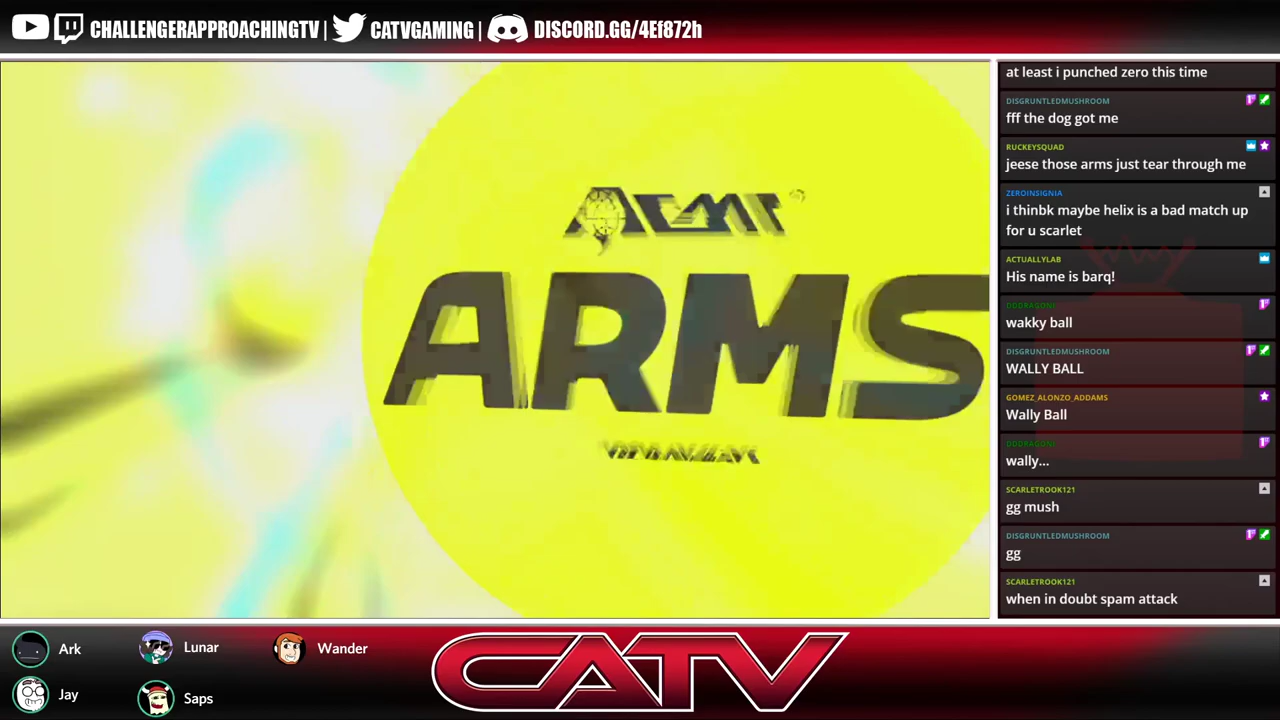 CHALLENGERAPPROACHINGTV | CATVGAMING | DISCORD.GG/4Ef872h
ARMS
at least i punched zero this time
DISGRUNTLEDMUSHROOM
fff the dog got me
RUCKEYSQUAD
jeese those arms just tear through me
ZEROINSIGNIA
i thinbk maybe helix is a bad match up
for u scarlet
ACTUALLYLAB
His name is barq!
DDDRAGONI
wakky ball
DISGRUNTLEDMUSHROOM
WALLY BALL
GOMEZ_ALONZO_ADDAMS
Wally Ball
DDDRAGONI
wally...
SCARLETROOK121
gg mush
DISGRUNTLEDMUSHROOM
gg
SCARLETROOK121
when in doubt spam attack
Ark
Lunar
Wander
Jay
Saps
CATV